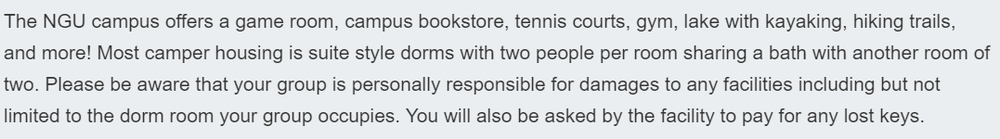 The NGU campus offers a game room, campus bookstore, tennis courts, gym, lake with kayaking, hiking trails,
and more! Most camper housing is suite style dorms with two people per room sharing a bath with another room of
two. Please be aware that your group is personally responsible for damages to any facilities including but not
limited to the dorm room your group occupies. You will also be asked by the facility to pay for any lost keys.